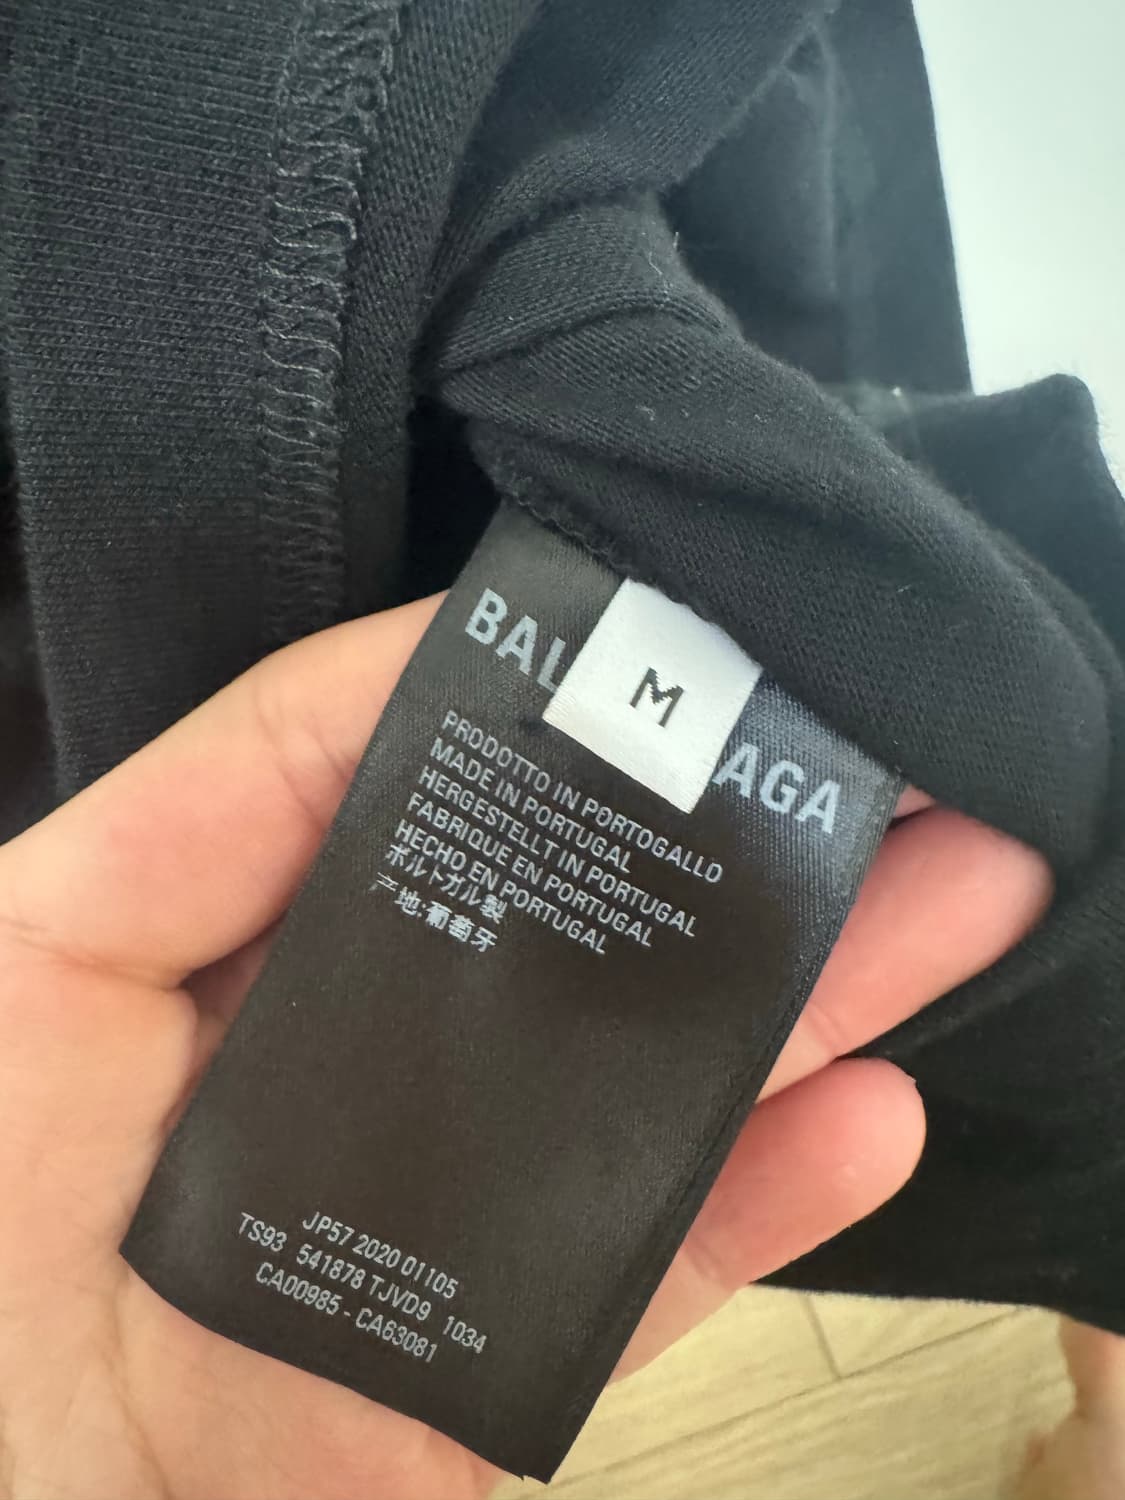 BAL AGA
M
PRODOTTO IN PORTOGALLO
MADE IN PORTUGAL
HERGESTELLT IN PORTUGAL
FABRIQUE EN PORTUGAL
HECHO EN PORTUGAL
ポルトガル製
产地:葡萄牙
JP57 2020 01105
TS93 541878 TJVD9 1034
CA00985 - CA63081